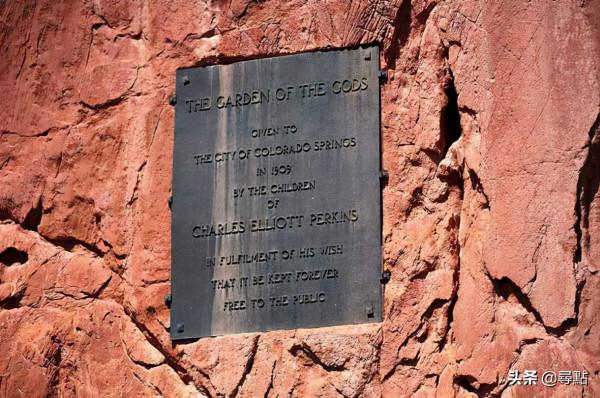 THE GARDEN OF THE GODS
GIVEN TO
THE CITY OF COLORADO SPRINGS
IN 1909
BY THE CHILDREN
OF
CHARLES ELLIOTT PERKINS
IN FULFILMENT OF HIS WISH
THAT IT BE KEPT FOREVER
FREE TO THE PUBLIC
头条 @尋點